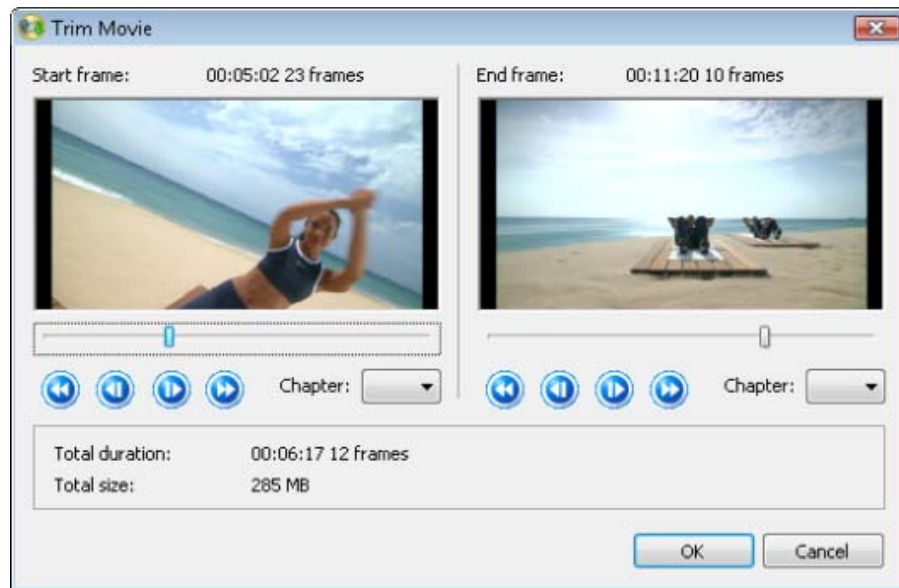 Trim Movie
Start frame: 00:05:02 23 frames
End frame: 00:11:20 10 frames
Chapter:
Chapter:
Total duration: 00:06:17 12 frames
Total size: 285 MB
OK
Cancel